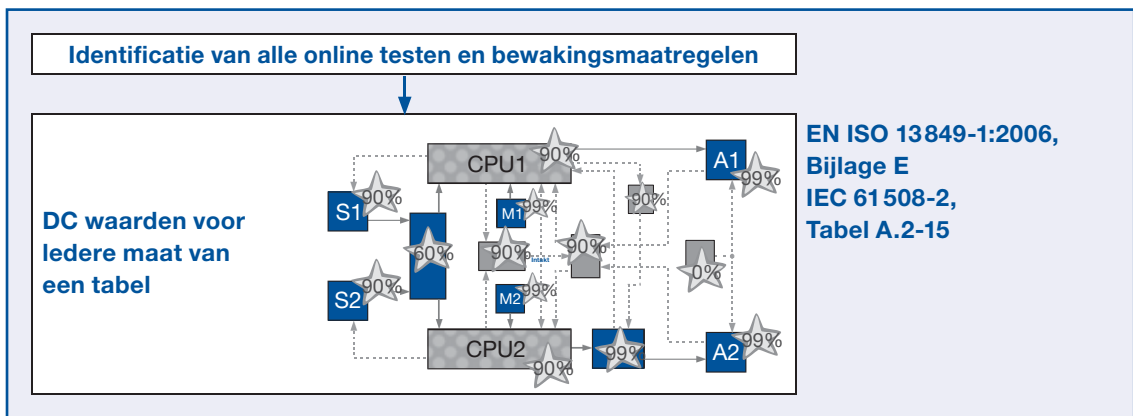 Identificatie van alle online testen en bewakingsmaatregelen
EN ISO 13849-1:2006,
Bijlage E
IEC 61508-2,
Tabel A.2-15
DC waarden voor
Iedere maat van
een tabel
CPU1
90%
A1
99%
90%
S1
90%
M1
99%
60%
90%
Intakt
90%
0%
S2
90%
M2
99%
CPU2
90%
99%
A2
99%